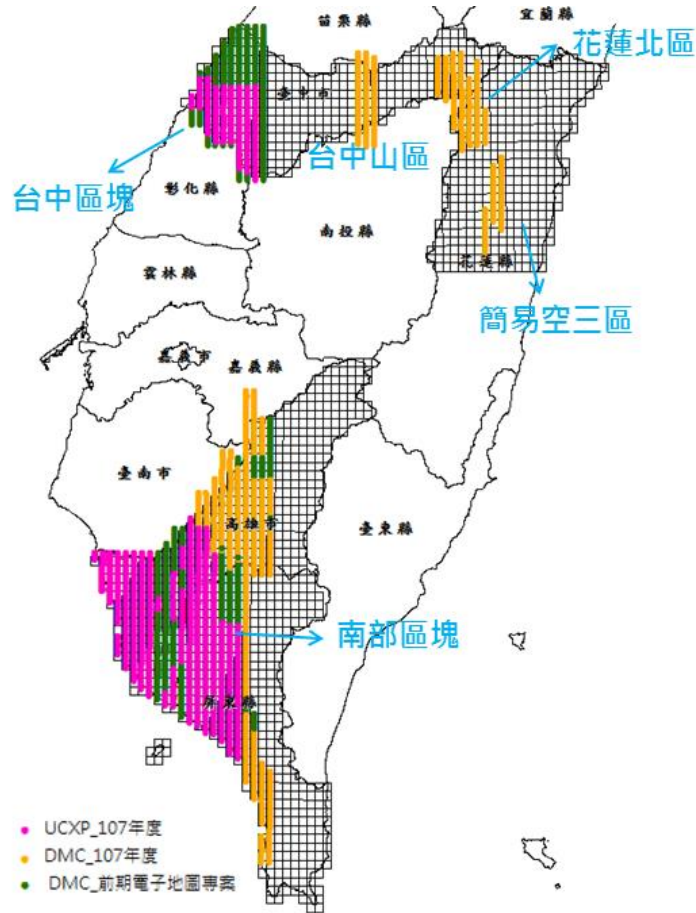 苗栗縣
宜蘭縣
花蓮北區
臺中市
台中山區
台中區塊
彰化縣
南投縣
花蓮縣
雲林縣
簡易空三區
嘉義市
嘉義縣
臺南市
高雄市
臺東縣
南部區塊
屏東縣
UCXP_107年度
DMC_107年度
DMC_前期電子地圖專案